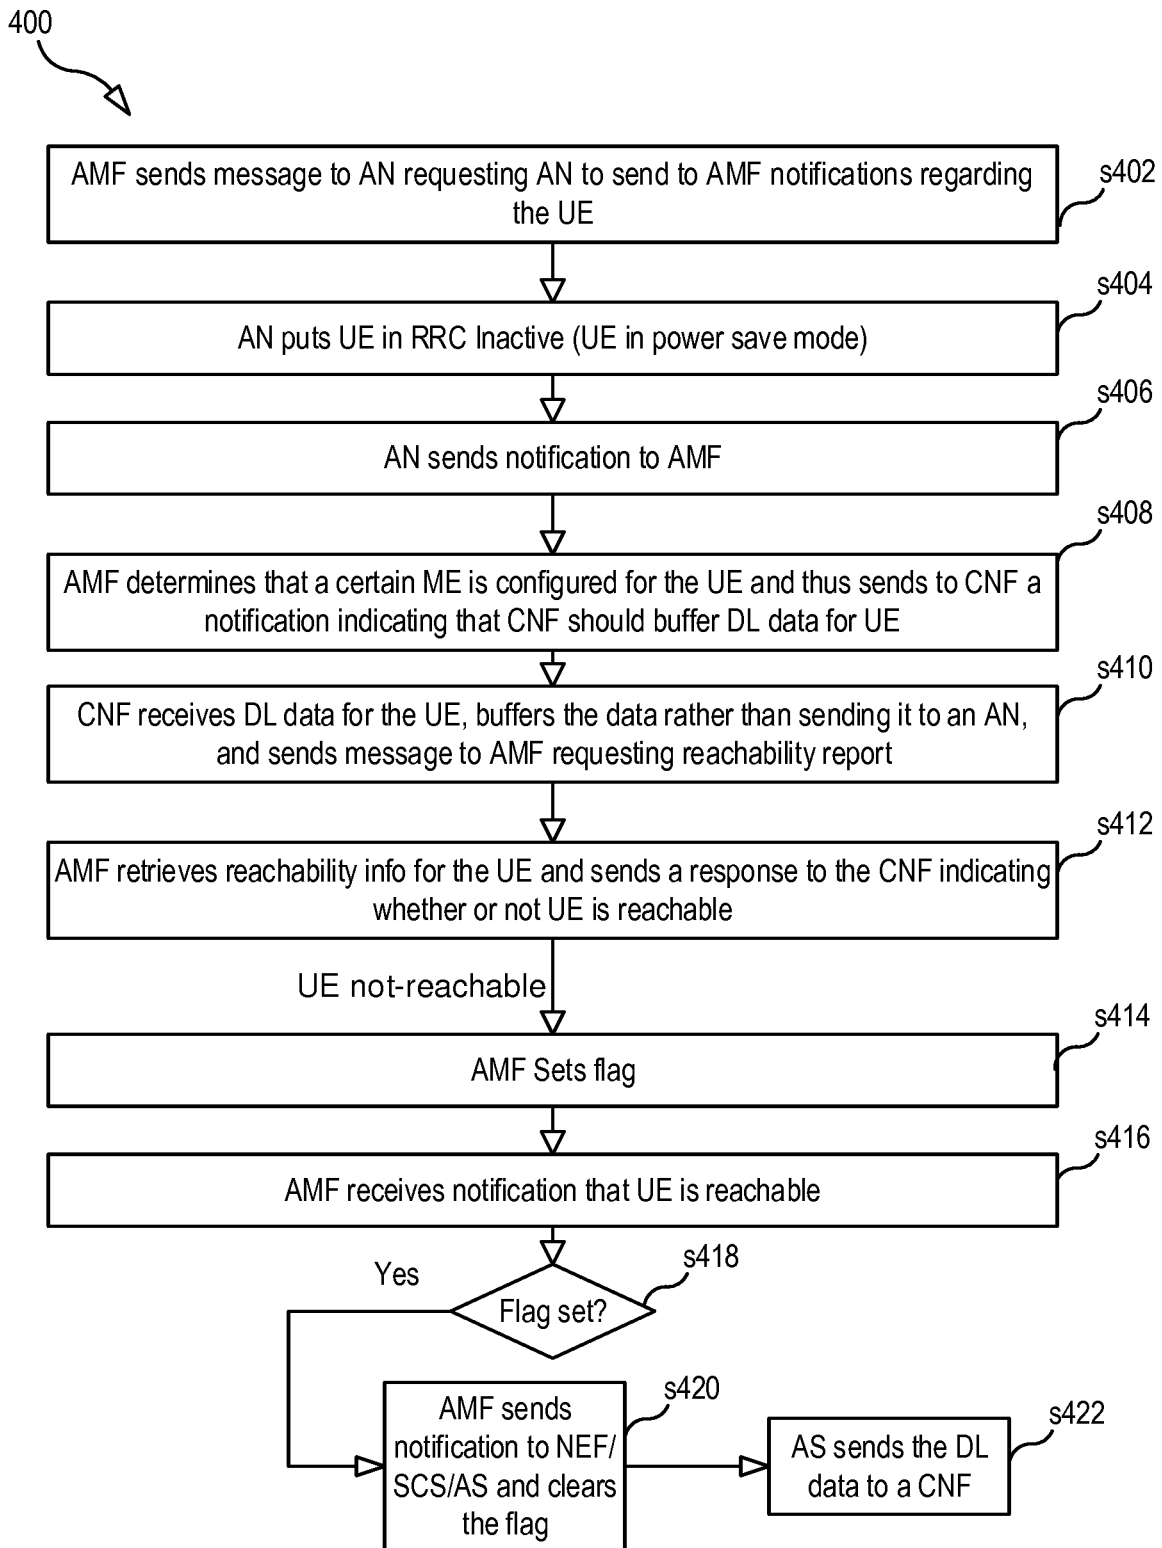 400
AMF sends message to AN requesting AN to send to AMF notifications regarding
the UE
s402
AN puts UE in RRC Inactive (UE in power save mode)
s404
AN sends notification to AMF
s406
AMF determines that a certain ME is configured for the UE and thus sends to CNF a
notification indicating that CNF should buffer DL data for UE
s408
CNF receives DL data for the UE, buffers the data rather than sending it to an AN,
and sends message to AMF requesting reachability report
s410
AMF retrieves reachability info for the UE and sends a response to the CNF indicating
whether or not UE is reachable
s412
UE not-reachable
AMF Sets flag
s414
AMF receives notification that UE is reachable
s416
Yes
Flag set?
s418
AMF sends
notification to NEF/
SCS/AS and clears
the flag
s420
AS sends the DL
data to a CNF
s422